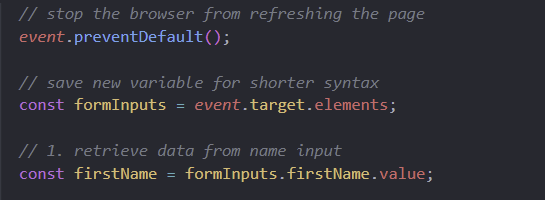 // stop the browser from refreshing the page
event.preventDefault();
// save new variable for shorter syntax
const formInputs = event.target.elements;
// 1. retrieve data from name input
const firstName = formInputs.firstName.value;